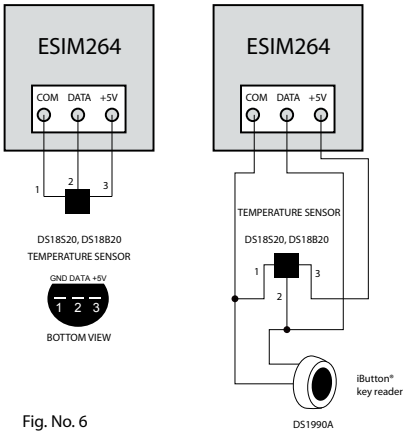 ESIM264
COM DATA +5V
1 2 3
DS18S20, DS18B20
TEMPERATURE SENSOR
GND DATA +5V
1 2 3
BOTTOM VIEW
Fig. No. 6
ESIM264
COM DATA +5V
TEMPERATURE SENSOR
DS18S20, DS18B20
1 3
2
iButton®
key reader
DS1990A